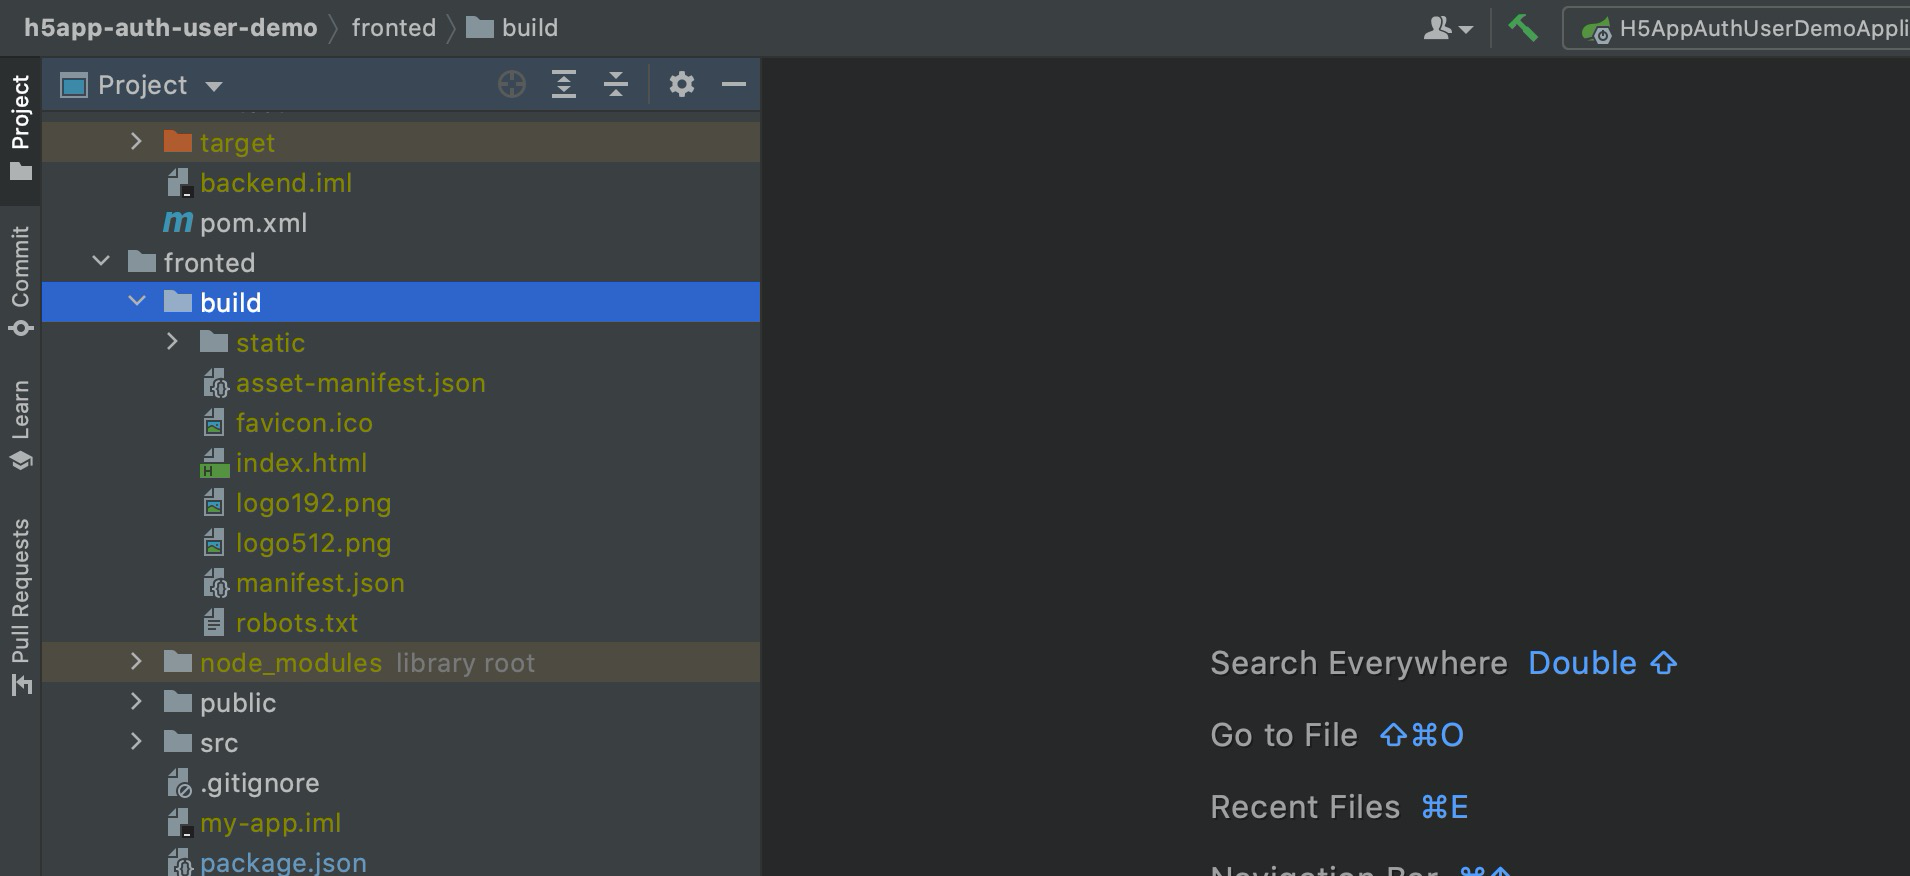 h5app-auth-user-demo fronted build
H5AppAuthUserDemoAppli
Project
Project
target
backend.iml
pom.xml
fronted
build
static
asset-manifest.json
favicon.ico
index.html
logo192.png
logo512.png
manifest.json
robots.txt
node_modules library root
public
src
.gitignore
my-app.iml
package.json
Commit
Learn
Pull Requests
Search Everywhere Double ⇧
Go to File ⇧⌘O
Recent Files ⌘E
Navigation Bar ⌘↑